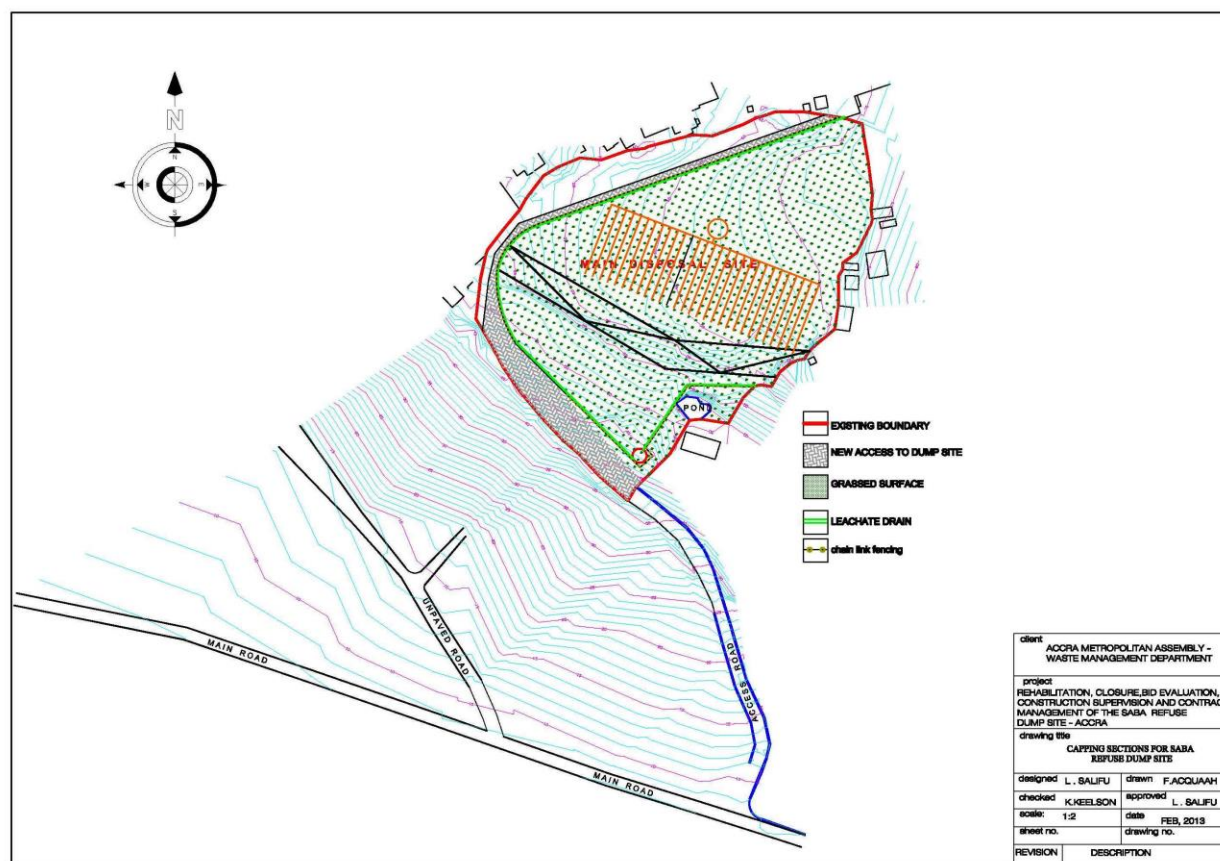 N
N
W
E
S
MAIN DISPOSAL SITE
PON
EXISTING BOUNDARY
NEW ACCESS TO DUMP SITE
GRASSED SURFACE
LEACHATE DRAIN
chain link fencing
UNPAVED ROAD
MAIN ROAD
ACCESS ROAD
MAIN ROAD
client
ACCRA METROPOLITAN ASSEMBLY -
WASTE MANAGEMENT DEPARTMENT
project
REHABILITATION, CLOSURE,BID EVALUATION,
CONSTRUCTION SUPERVISION AND CONTRAC
MANAGEMENT OF THE SABA REFUSE
DUMP SITE - ACCRA
drawing title
CAPPING SECTIONS FOR SABA
REFUSE DUMP SITE
designed L . SALIFU drawn F.ACQUAAH
checked K.KEELSON approved L . SALIFU
scale: 1:2 date FEB, 2013
sheet no. drawing no.
REVISION DESCRIPTION